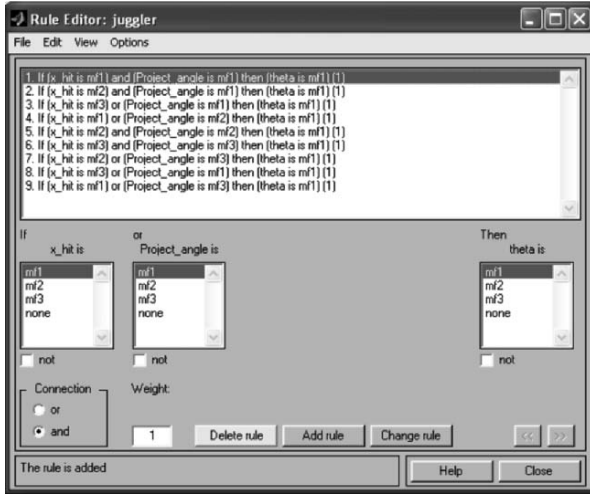 Rule Editor: juggler
File Edit View Options
1. If (x_hit is mf1) and (Project_angle is mf1) then (theta is mf1) (1)
2. If (x_hit is mf2) and (Project_angle is mf1) then (theta is mf1) (1)
3. If (x_hit is mf3) or (Project_angle is mf1) then (theta is mf1) (1)
4. If (x_hit is mf1) or (Project_angle is mf2) then (theta is mf1) (1)
5. If (x_hit is mf2) and (Project_angle is mf2) then (theta is mf1) (1)
6. If (x_hit is mf3) and (Project_angle is mf3) then (theta is mf1) (1)
7. If (x_hit is mf2) or (Project_angle is mf3) then (theta is mf1) (1)
8. If (x_hit is mf3) or (Project_angle is mf1) then (theta is mf1) (1)
9. If (x_hit is mf1) or (Project_angle is mf3) then (theta is mf1) (1)
If or Then
x_hit is Project_angle is theta is
mf1 mf1 mf1
mf2 mf2 mf2
mf3 mf3 mf3
none none none
not not not
Connection Weight:
or
and 1 Delete rule Add rule Change rule << >>
The rule is added Help Close